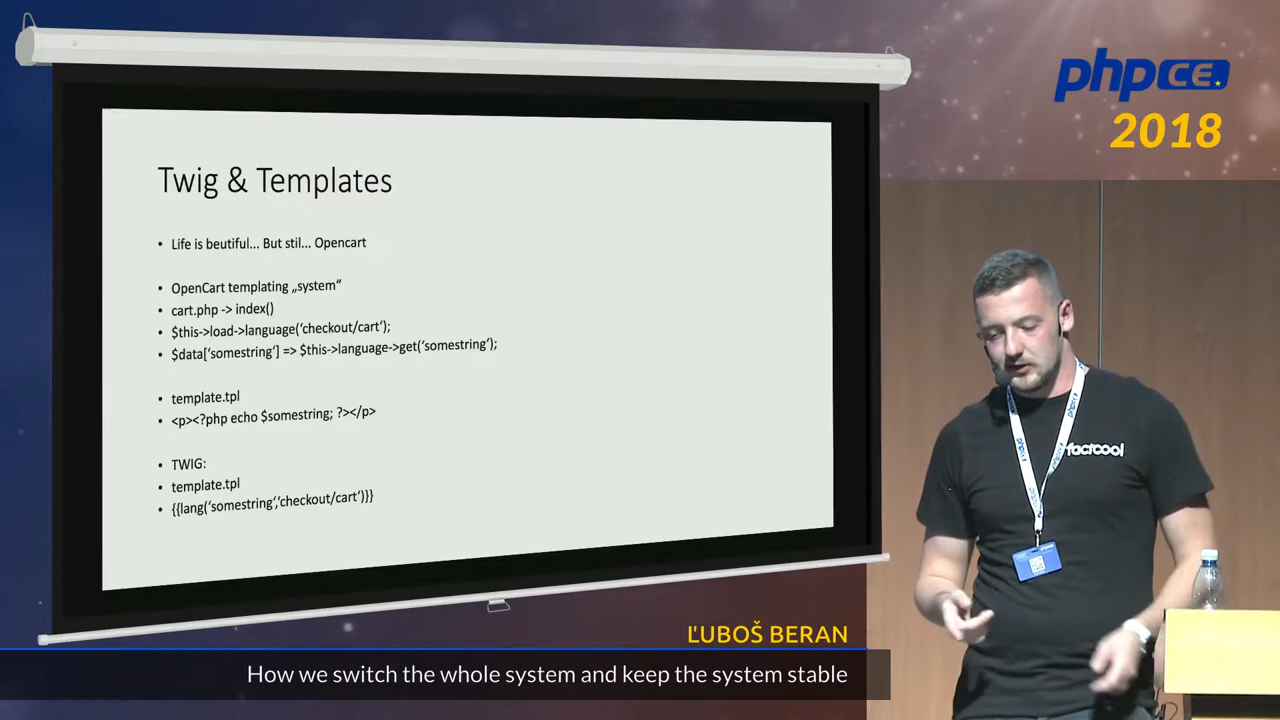 phpce.
2018
Twig & Templates
• Life is beutiful... But stil... Opencart
• OpenCart templating „system“
• cart.php -> index()
• $this->load->language(‘checkout/cart‘);
• $data[‘somestring‘] => $this->language->get(‘somestring‘);
• template.tpl
• <p><?php echo $somestring; ?></p>
• TWIG:
• template.tpl
• {{lang(‘somestring‘,‘checkout/cart‘)}}
factcool
ĽUBOŠ BERAN
How we switch the whole system and keep the system stable